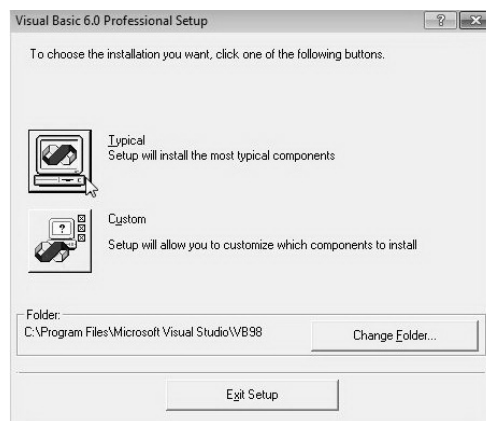 Visual Basic 6.0 Professional Setup
To choose the installation you want, click one of the following buttons.
Typical
Setup will install the most typical components
?
Custom
Setup will allow you to customize which components to install
Folder:
C:\Program Files\Microsoft Visual Studio\VB98
Change Folder...
Exit Setup